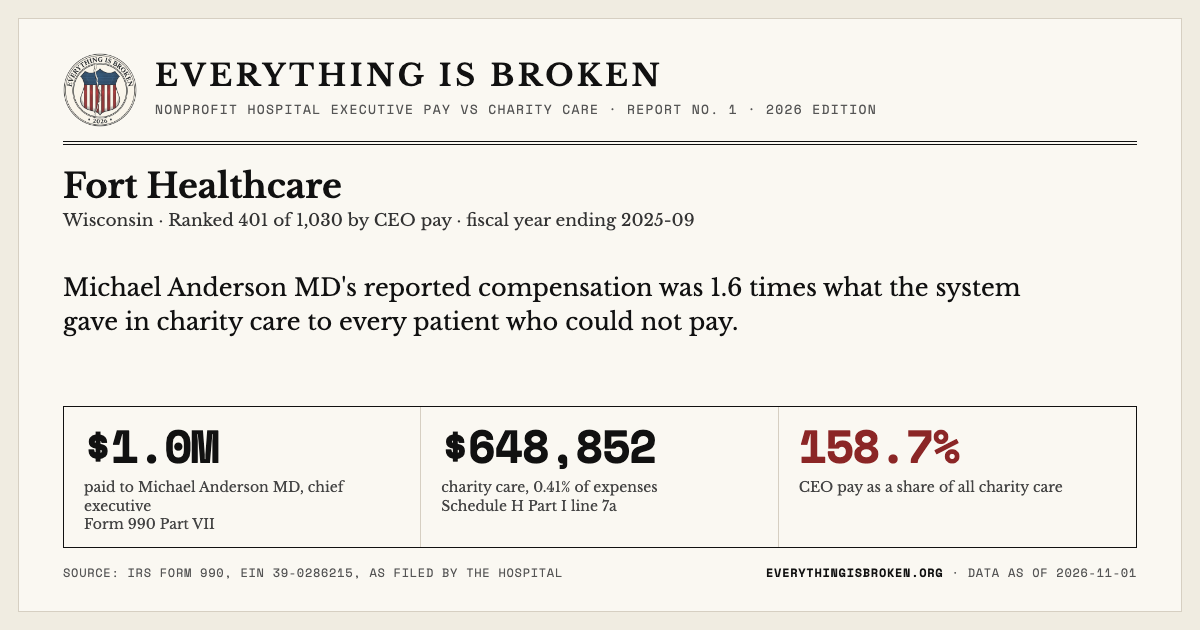 EVERYTHING IS BROKEN
2026
EVERYTHING IS BROKEN
NONPROFIT HOSPITAL EXECUTIVE PAY VS CHARITY CARE · REPORT NO. 1 · 2026 EDITION
Fort Healthcare
Wisconsin · Ranked 401 of 1,030 by CEO pay · fiscal year ending 2025-09
Michael Anderson MD's reported compensation was 1.6 times what the system
gave in charity care to every patient who could not pay.
$1.0M
paid to Michael Anderson MD, chief
executive
Form 990 Part VII
$648,852
charity care, 0.41% of expenses
Schedule H Part I line 7a
158.7%
CEO pay as a share of all charity care
SOURCE: IRS FORM 990, EIN 39-0286215, AS FILED BY THE HOSPITAL
EVERYTHINGISBROKEN.ORG · DATA AS OF 2026-11-01